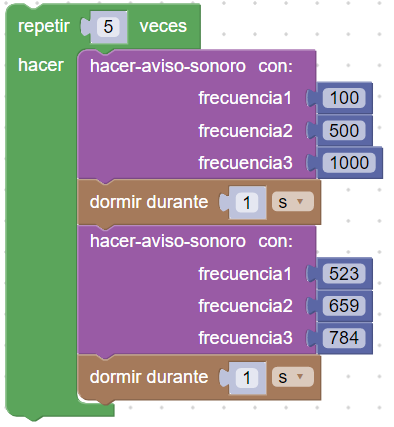 repetir 5 veces
hacer hacer-aviso-sonoro con:
frecuencia1 100
frecuencia2 500
frecuencia3 1000
dormir durante 1 s
hacer-aviso-sonoro con:
frecuencia1 523
frecuencia2 659
frecuencia3 784
dormir durante 1 s